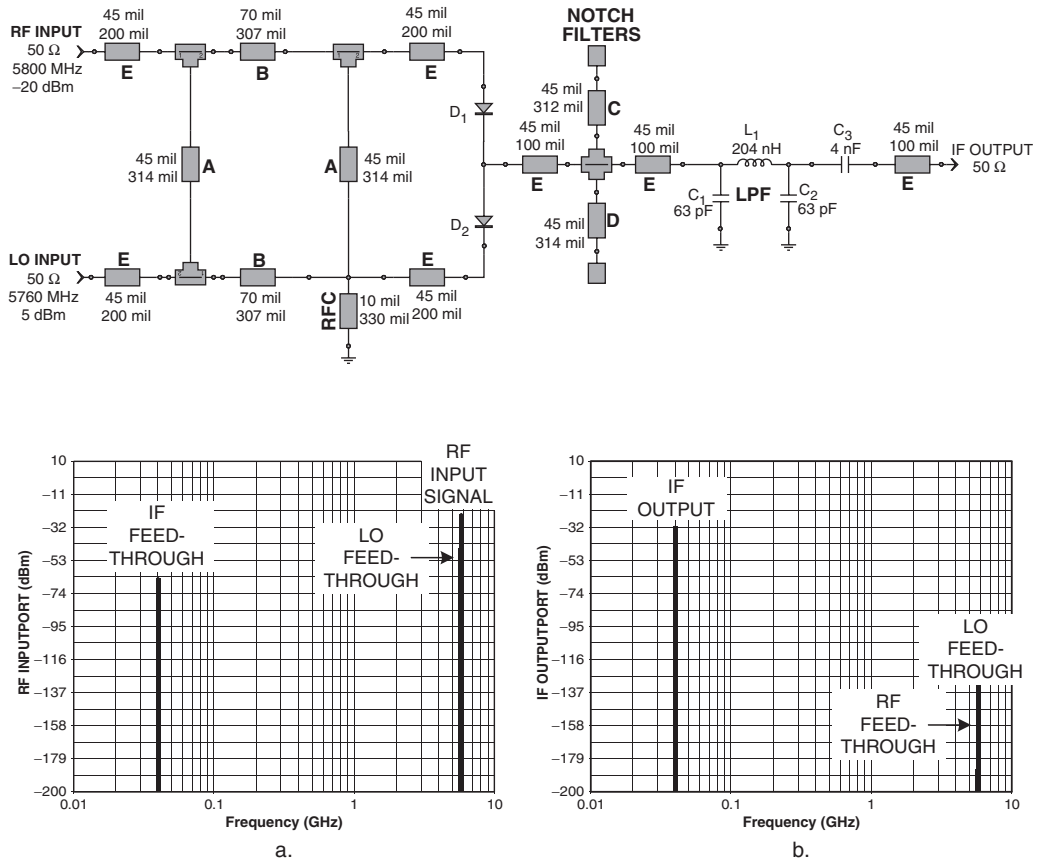 RF INPUT
50 Ω
5800 MHz
–20 dBm
45 mil
200 mil
E
70 mil
307 mil
B
45 mil
200 mil
E
D1
45 mil
314 mil
A
A
45 mil
314 mil
D2
LO INPUT
50 Ω
5760 MHz
5 dBm
E
45 mil
200 mil
B
70 mil
307 mil
RFC
10 mil
330 mil
E
45 mil
200 mil
NOTCH
FILTERS
45 mil
312 mil
C
45 mil
100 mil
E
45 mil
100 mil
E
45 mil
314 mil
D
L1
204 nH
C1
63 pF
LPF
C2
63 pF
C3
4 nF
45 mil
100 mil
E
IF OUTPUT
50 Ω
RF INPUTPORT (dBm)
10
–11
–32
–53
–74
–95
–116
–137
–158
–179
–200
0.01
0.1
1
10
Frequency (GHz)
IF
FEED-
THROUGH
LO
FEED-
THROUGH
RF
INPUT
SIGNAL
a.
IF OUTPUTPORT (dBm)
10
–11
–32
–53
–74
–95
–116
–137
–158
–179
–200
0.01
0.1
1
10
Frequency (GHz)
IF
OUTPUT
LO
FEED-
THROUGH
RF
FEED-
THROUGH
b.